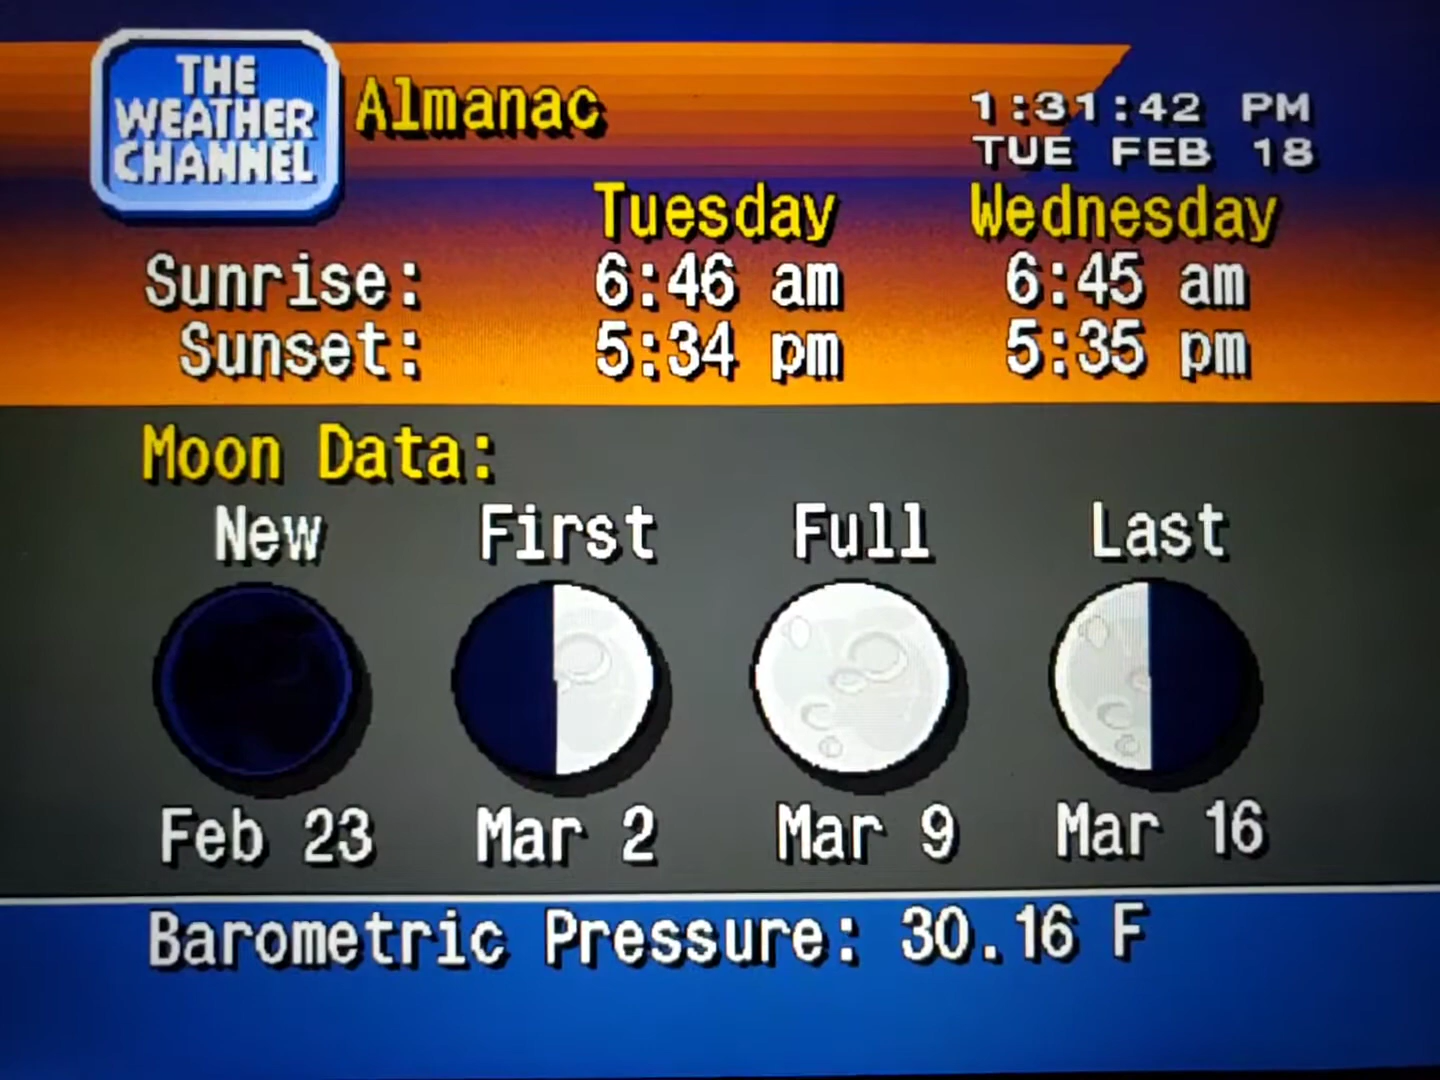 THE
WEATHER
CHANNEL
Almanac
1:31:42 PM
TUE FEB 18
Tuesday Wednesday
Sunrise: 6:46 am 6:45 am
Sunset: 5:34 pm 5:35 pm
Moon Data:
New First Full Last
Feb 23 Mar 2 Mar 9 Mar 16
Barometric Pressure: 30.16 F